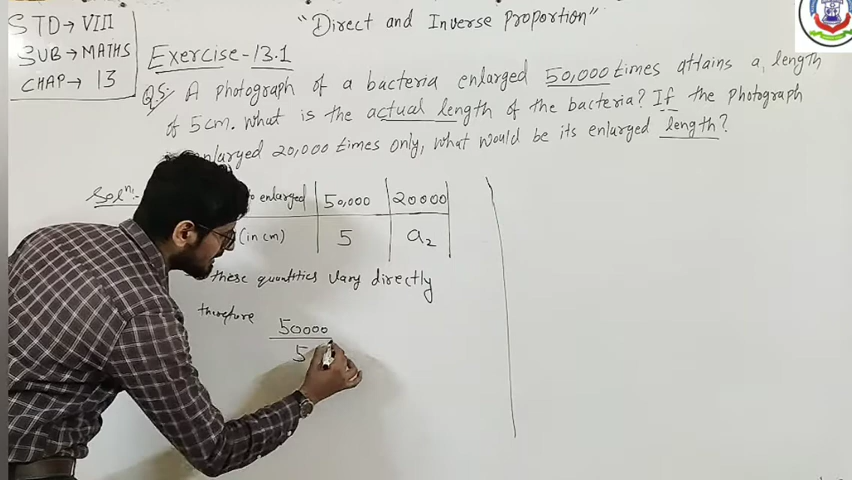 STD → VIII
SUB → MATHS
CHAP → 13
"Direct and Inverse Proportion"
Exercise-13.1
Q.5:- A photograph of a bacteria enlarged 50,000 times attains a length
of 5cm. What is the actual length of the bacteria? If the photograph
enlarged 20,000 times only, what would be its enlarged length?
Solⁿ:- enlarged 50,000 20000
(in cm) 5 a₂
these quantities vary directly
therefore 50000
5